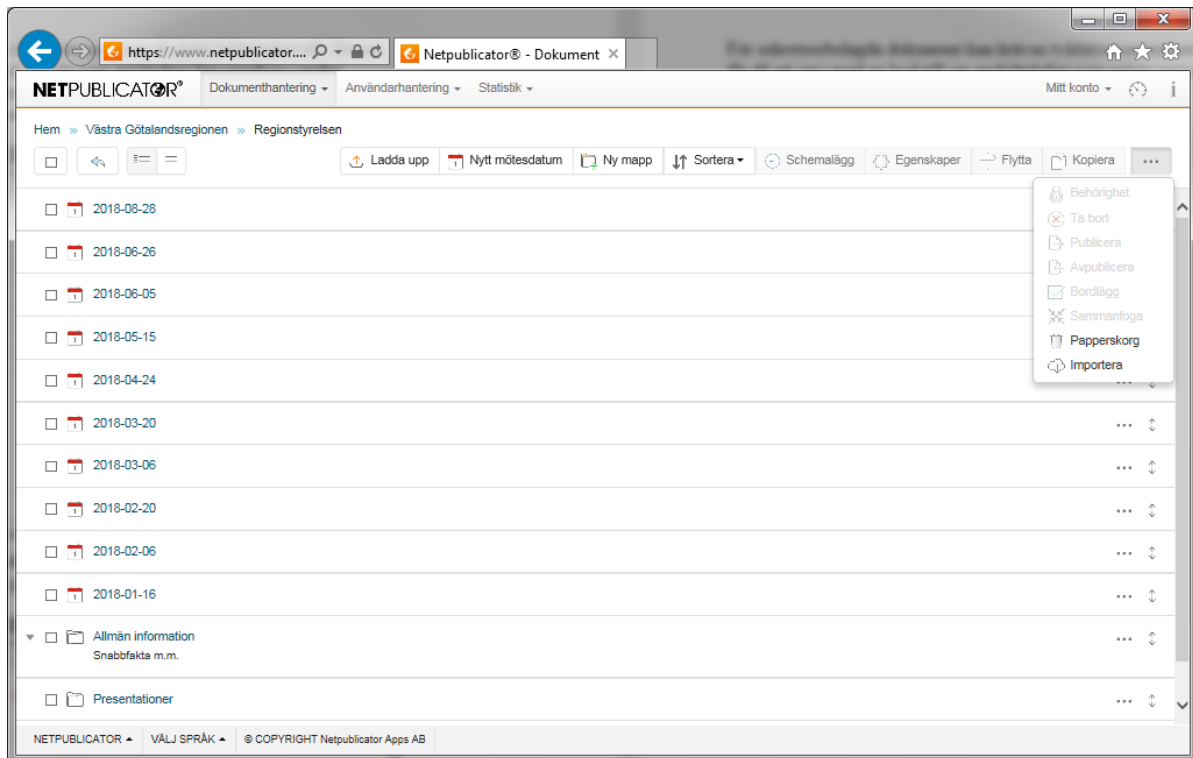 https://www.netpublicator....
Netpublicator® - Dokument
NETPUBLICATOR® Dokumenthantering Användarhantering Statistik Mitt konto
Hem » Västra Götalandsregionen » Regionstyrelsen
Ladda upp Nytt mötesdatum Ny mapp Sortera Schemalägg Egenskaper Flytta Kopiera ...
Behörighet
Ta bort
Publicera
Avpublicera
Bordlägg
Sammanfoga
Papperskorg
Importera
2018-08-28
2018-06-26
2018-06-05
2018-05-15
2018-04-24
2018-03-20
2018-03-06
2018-02-20
2018-02-06
2018-01-16
Allmän information
Snabbfakta m.m.
Presentationer
NETPUBLICATOR VÄLJ SPRÅK © COPYRIGHT Netpublicator Apps AB